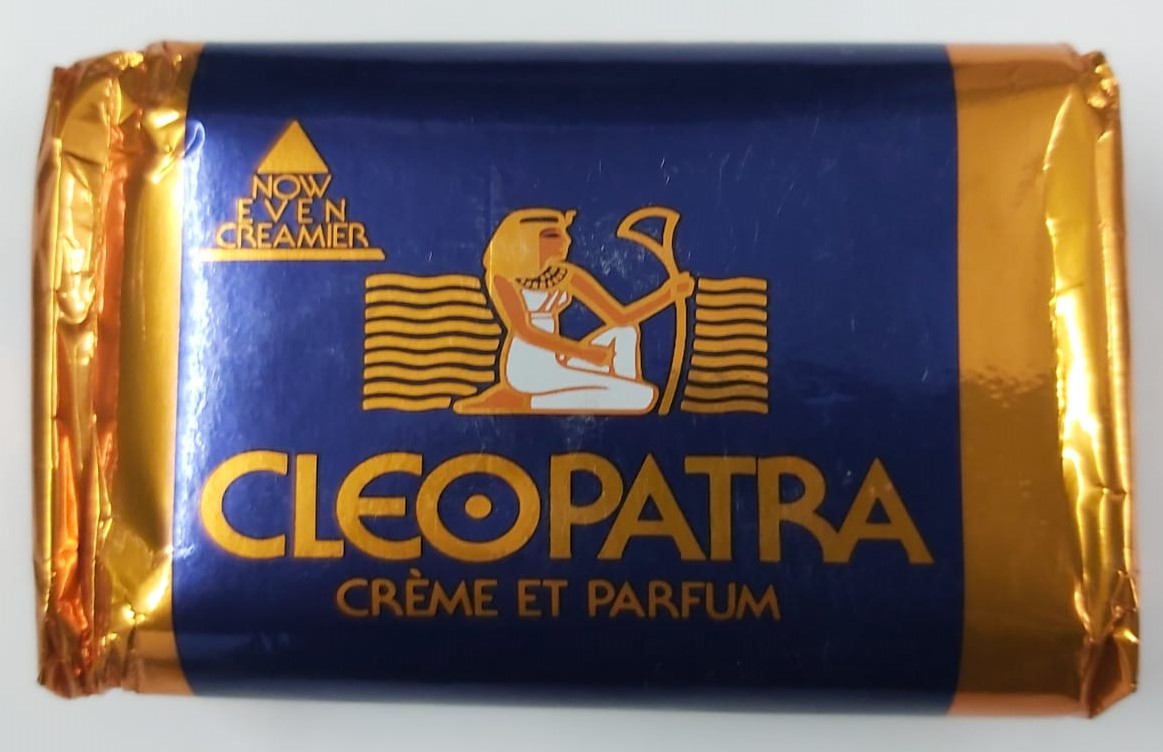 NOW
EVEN
CREAMIER
CLEOPATRA
CRÈME ET PARFUM